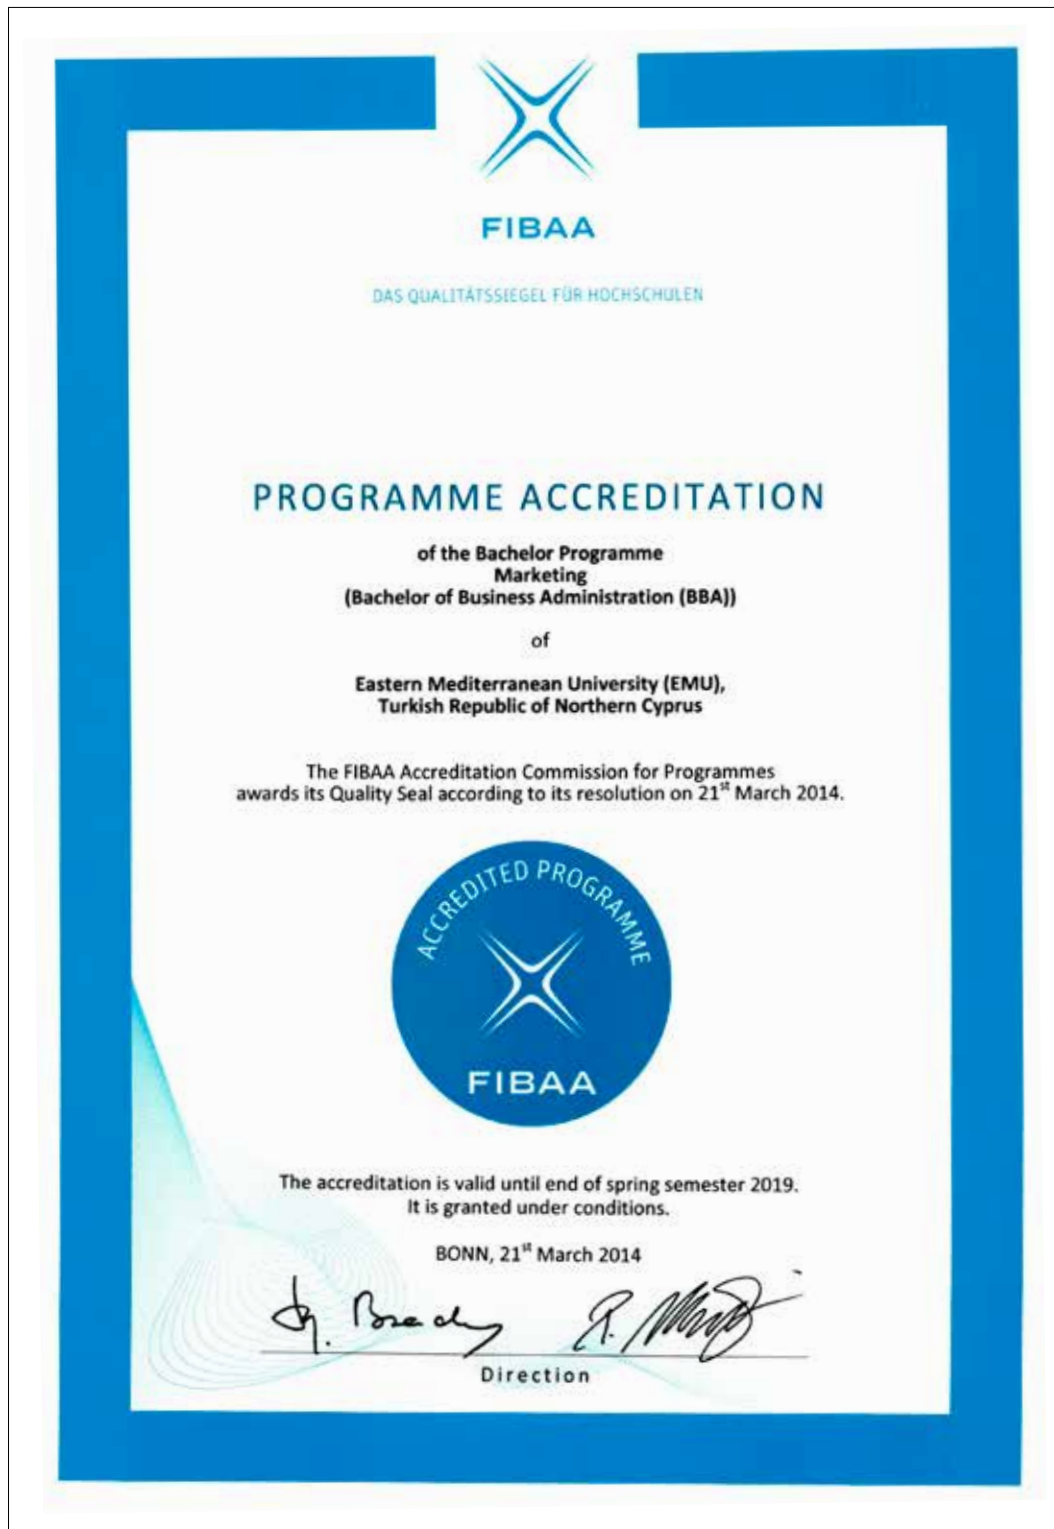 FIBAA
DAS QUALITÄTSSIEGEL FÜR HOCHSCHULEN
PROGRAMME ACCREDITATION
of the Bachelor Programme
Marketing
(Bachelor of Business Administration (BBA))
of
Eastern Mediterranean University (EMU),
Turkish Republic of Northern Cyprus
The FIBAA Accreditation Commission for Programmes
awards its Quality Seal according to its resolution on 21st March 2014.
ACCREDITED PROGRAMME
FIBAA
The accreditation is valid until end of spring semester 2019.
It is granted under conditions.
BONN, 21st March 2014
Direction